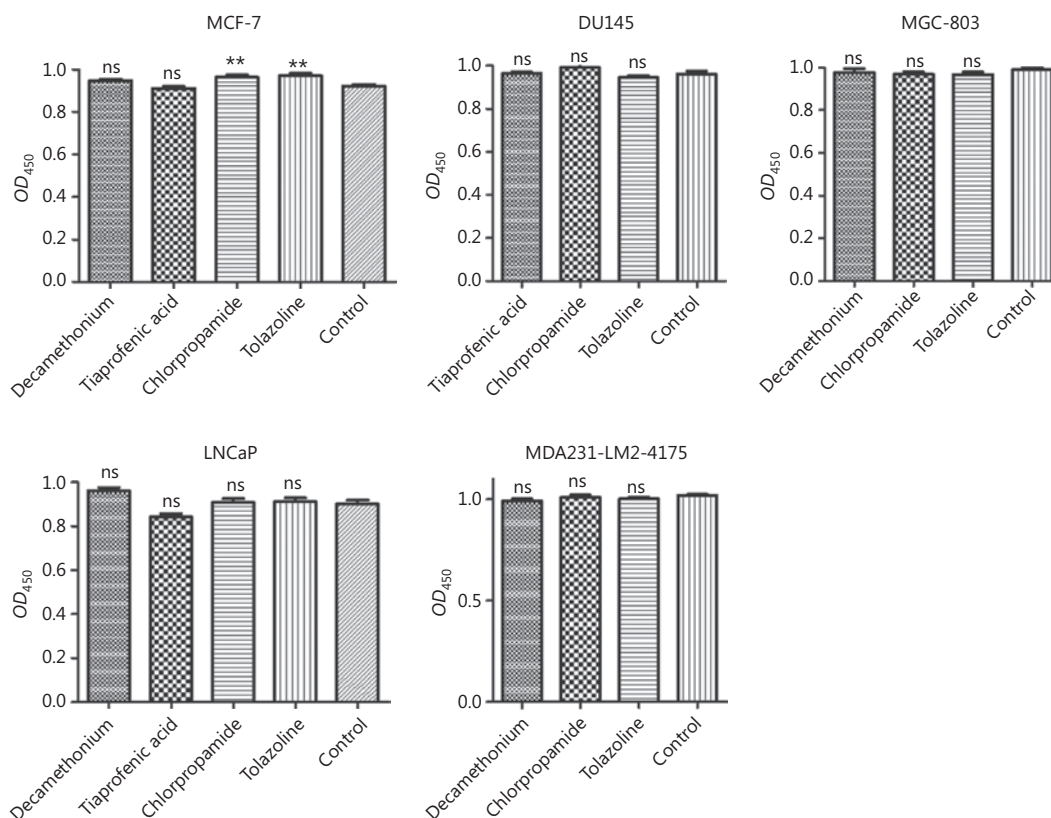 MCF-7
OD450
1.0
0.8
0.6
0.4
0.2
0.0
ns
ns
**
**
Decamethonium
Tiaprofenic acid
Chlorpropamide
Tolazoline
Control
DU145
OD450
1.0
0.8
0.6
0.4
0.2
0.0
ns
ns
ns
Tiaprofenic acid
Chlorpropamide
Tolazoline
Control
MGC-803
OD450
1.0
0.8
0.6
0.4
0.2
0.0
ns
ns
ns
Decamethonium
Chlorpropamide
Tolazoline
Control
LNCaP
OD450
1.0
0.8
0.6
0.4
0.2
0.0
ns
ns
ns
ns
Decamethonium
Tiaprofenic acid
Chlorpropamide
Tolazoline
Control
MDA231-LM2-4175
OD450
1.0
0.5
0.0
ns
ns
ns
Decamethonium
Chlorpropamide
Tolazoline
Control